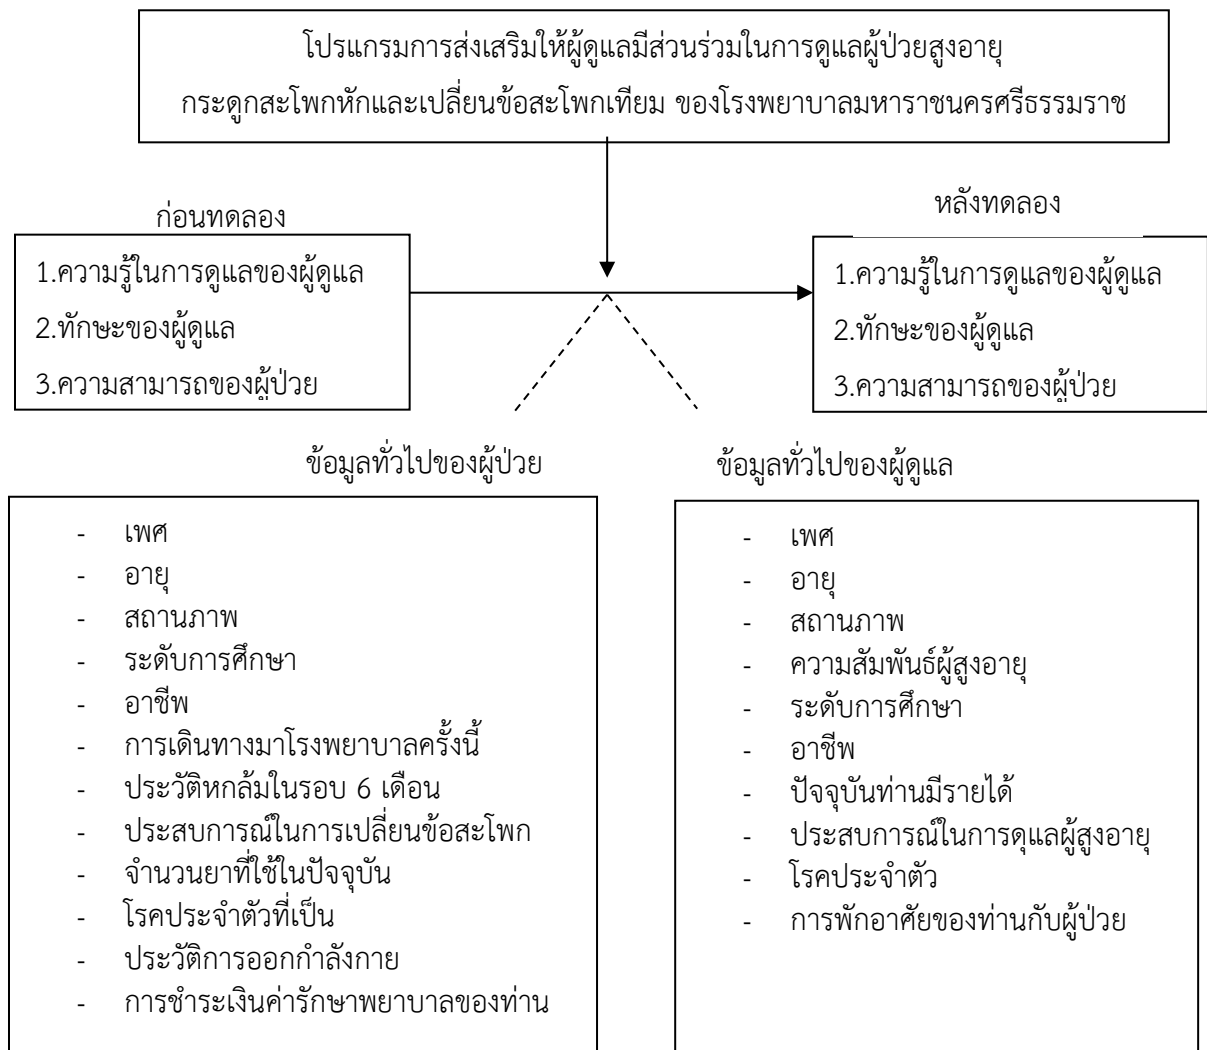 โปรแกรมการส่งเสริมให้ผู้ดูแลมีส่วนร่วมในการดูแลผู้ป่วยสูงอายุ
กระดูกสะโพกหักและเปลี่ยนข้อสะโพกเทียม ของโรงพยาบาลมหาราชนครศรีธรรมราช
ก่อนทดลอง
1.ความรู้ในการดูแลของผู้ดูแล
2.ทักษะของผู้ดูแล
3.ความสามารถของผู้ป่วย
หลังทดลอง
1.ความรู้ในการดูแลของผู้ดูแล
2.ทักษะของผู้ดูแล
3.ความสามารถของผู้ป่วย
ข้อมูลทั่วไปของผู้ป่วย
- เพศ
- อายุ
- สถานภาพ
- ระดับการศึกษา
- อาชีพ
- การเดินทางมาโรงพยาบาลครั้งนี้
- ประวัติหกล้มในรอบ 6 เดือน
- ประสบการณ์ในการเปลี่ยนข้อสะโพก
- จำนวนยาที่ใช้ในปัจจุบัน
- โรคประจำตัวที่เป็น
- ประวัติการออกกำลังกาย
- การชำระเงินค่ารักษาพยาบาลของท่าน
ข้อมูลทั่วไปของผู้ดูแล
- เพศ
- อายุ
- สถานภาพ
- ความสัมพันธ์ผู้สูงอายุ
- ระดับการศึกษา
- อาชีพ
- ปัจจุบันท่านมีรายได้
- ประสบการณ์ในการดุแลผู้สูงอายุ
- โรคประจำตัว
- การพักอาศัยของท่านกับผู้ป่วย